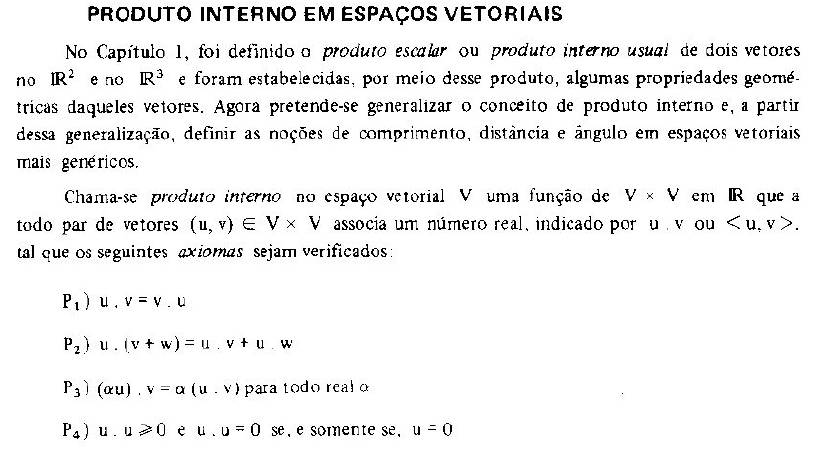 PRODUTO INTERNO EM ESPAÇOS VETORIAIS
No Capítulo 1, foi definido o produto escalar ou produto interno usual de dois vetores
no IR² e no IR³ e foram estabelecidas, por meio desse produto, algumas propriedades geomé-
tricas daqueles vetores. Agora pretende-se generalizar o conceito de produto interno e, a partir
dessa generalização, definir as noções de comprimento, distância e ângulo em espaços vetoriais
mais genéricos.
Chama-se produto interno no espaço vetorial V uma função de V × V em IR que a
todo par de vetores (u, v) ∈ V × V associa um número real, indicado por u . v ou <u, v>,
tal que os seguintes axiomas sejam verificados:
P₁) u . v = v . u
P₂) u . (v + w) = u . v + u . w
P₃) (αu) . v = α (u . v) para todo real α
P₄) u . u ⩾ 0 e u . u = 0 se, e somente se, u = 0